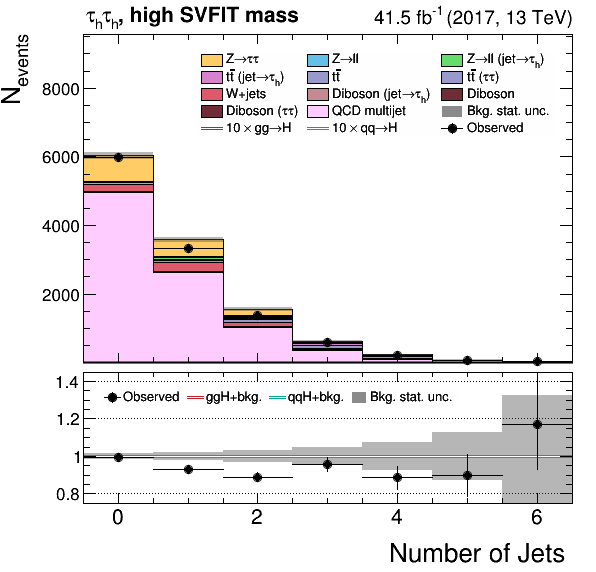 τhτh, high SVFIT mass 41.5 fb⁻¹ (2017, 13 TeV)
Nevents
8000
6000
4000
2000
Z→ττ Z→ll Z→ll (jet→τh)
tt̄ (jet→τh) tt̄ tt̄ (ττ)
W+jets Diboson (jet→τh) Diboson
Diboson (ττ) QCD multijet Bkg. stat. unc.
10 × gg→H 10 × qq→H Observed
1.4
1.2
1
0.8
Observed ggH+bkg. qqH+bkg. Bkg. stat. unc.
0 2 4 6
Number of Jets